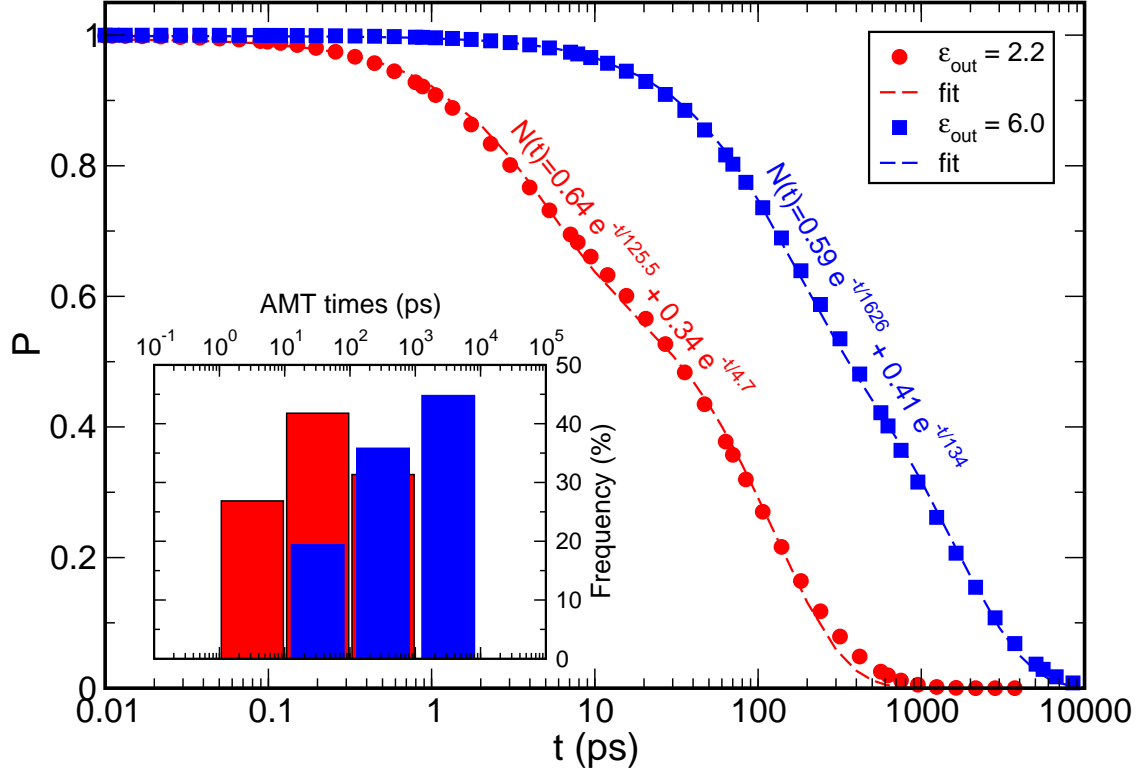 1
0.8
0.6
0.4
0.2
0
P
0.01 0.1 1 10 100 1000 10000
t (ps)
ε_out = 2.2
fit
ε_out = 6.0
fit
N(t)=0.64 e^-t/125.5 + 0.34 e^-t/4.7
N(t)=0.59 e^-t/1626 + 0.41 e^-t/134
AMT times (ps)
10^-1 10^0 10^1 10^2 10^3 10^4 10^5
50
40
30
20
10
0
Frequency (%)